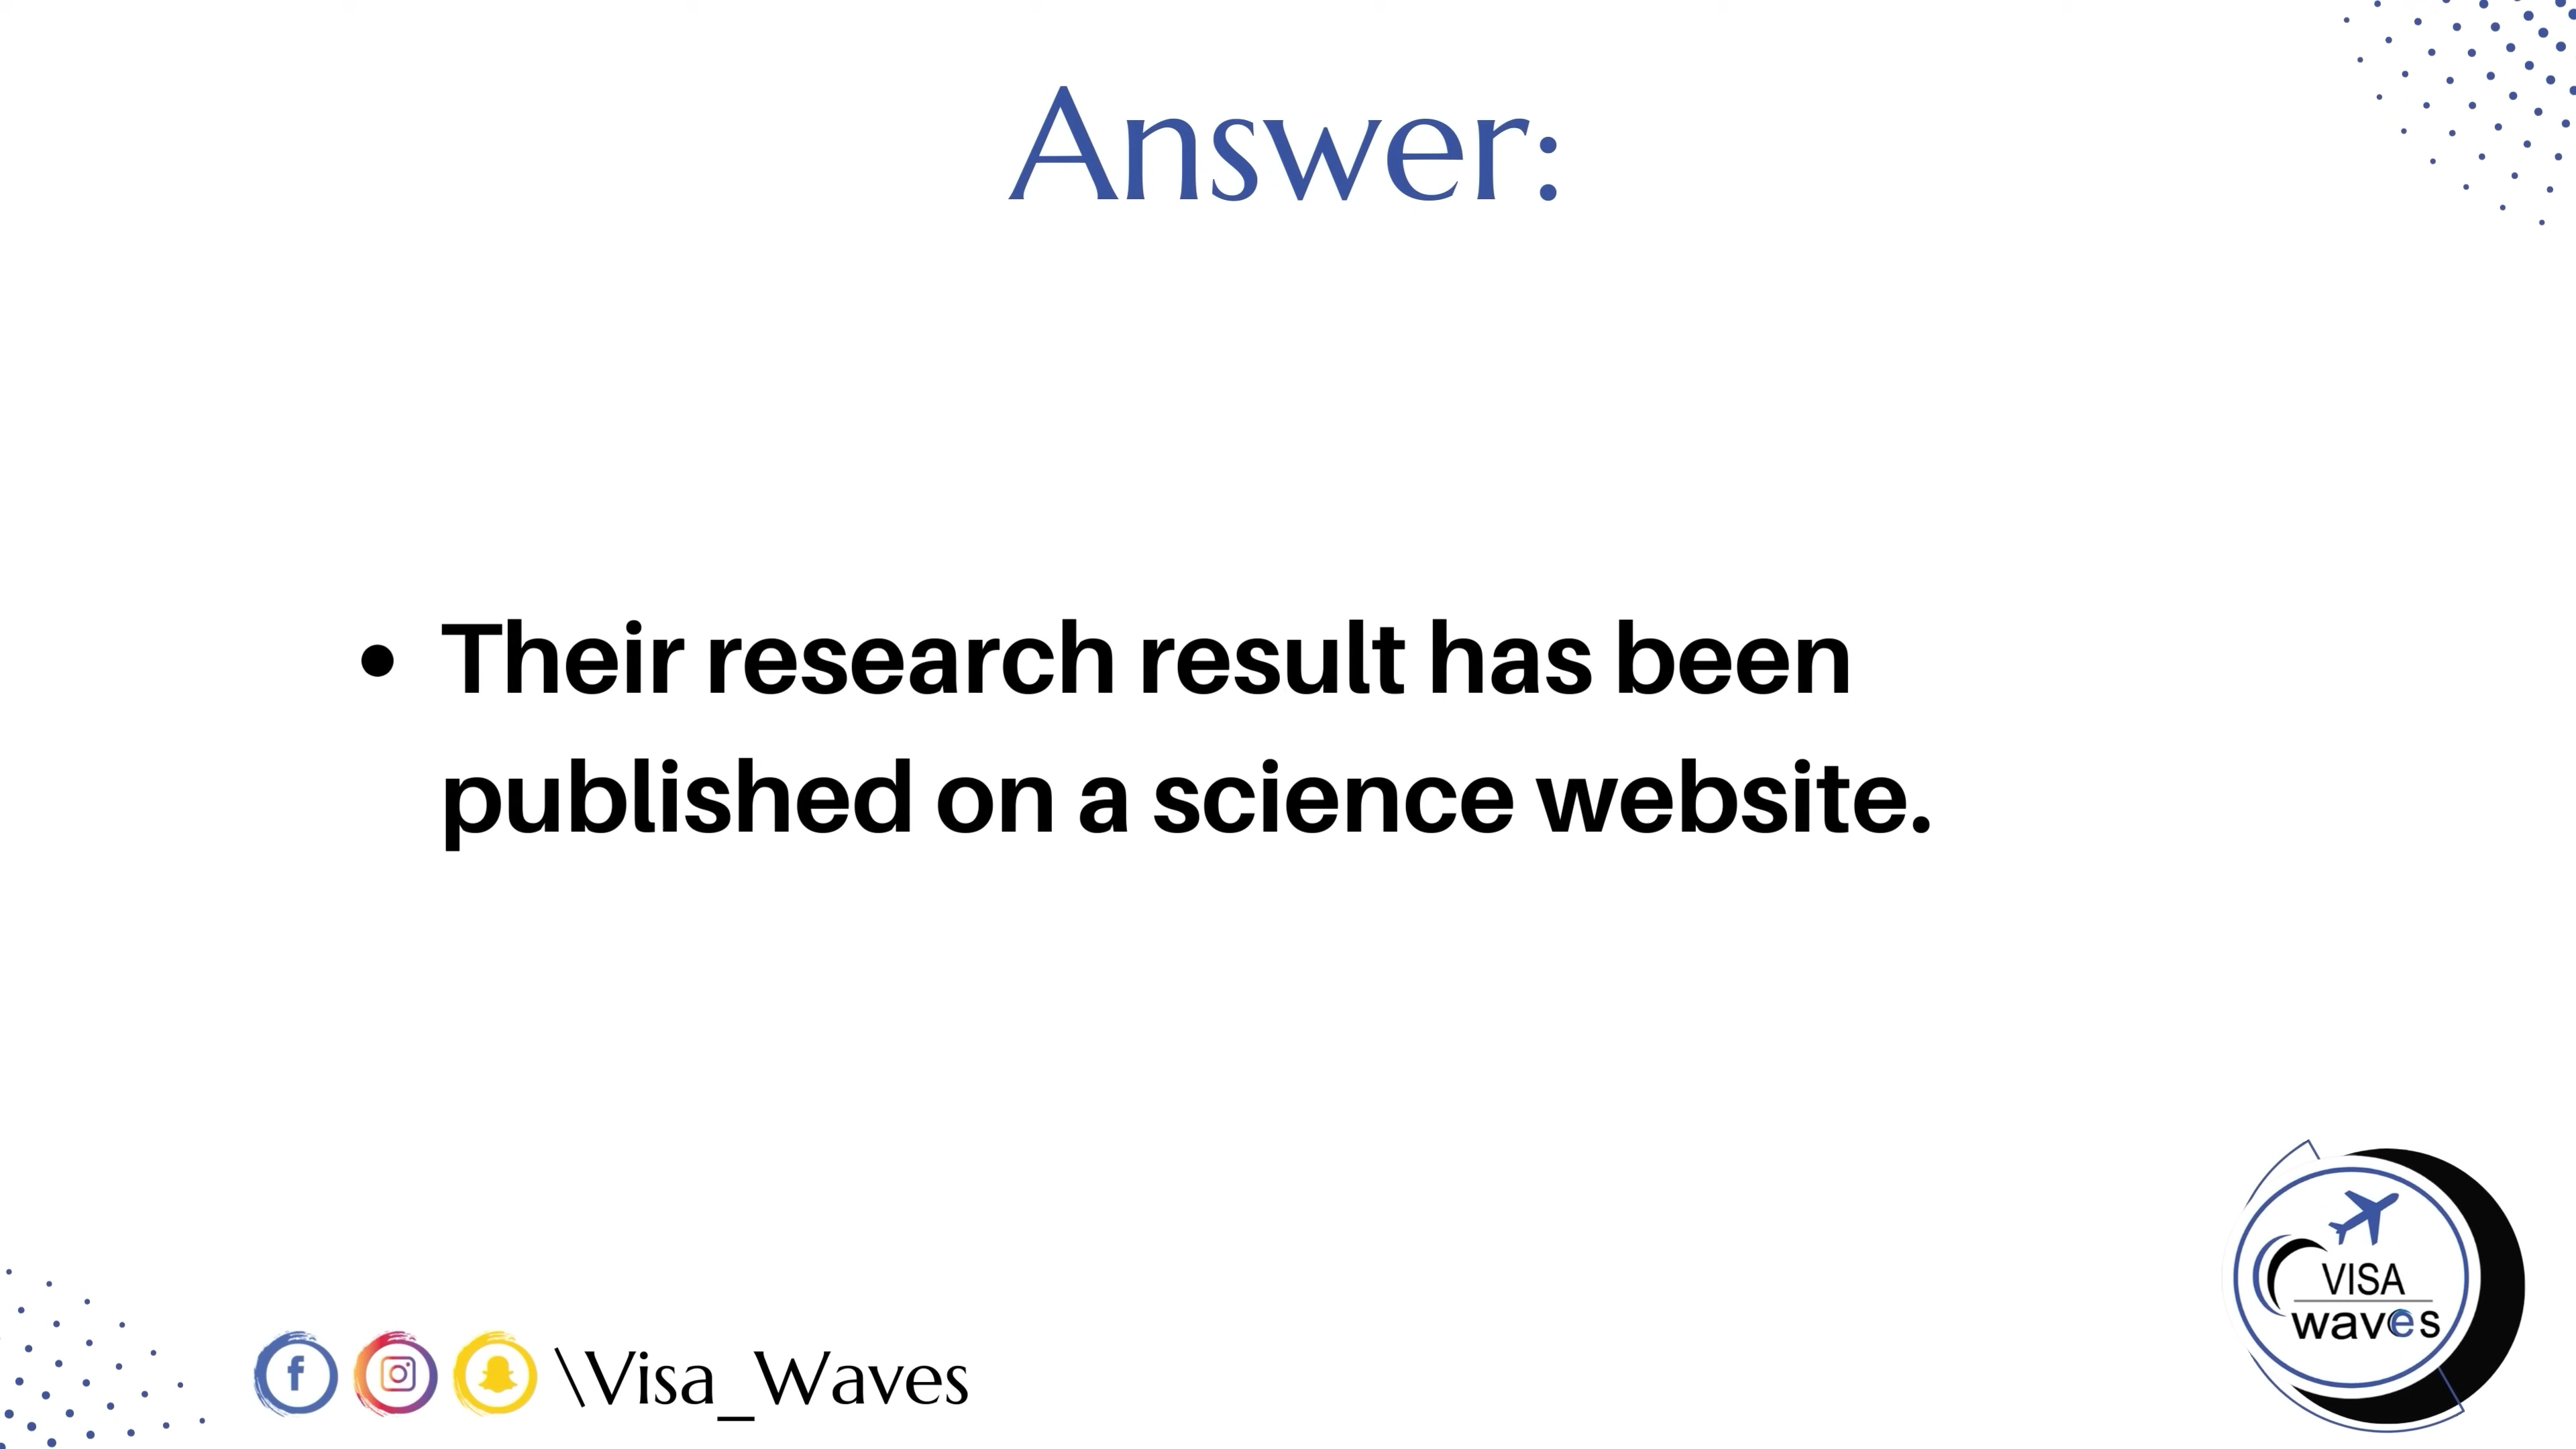 Answer:
• Their research result has been
published on a science website.
VISA
waves
\Visa_Waves